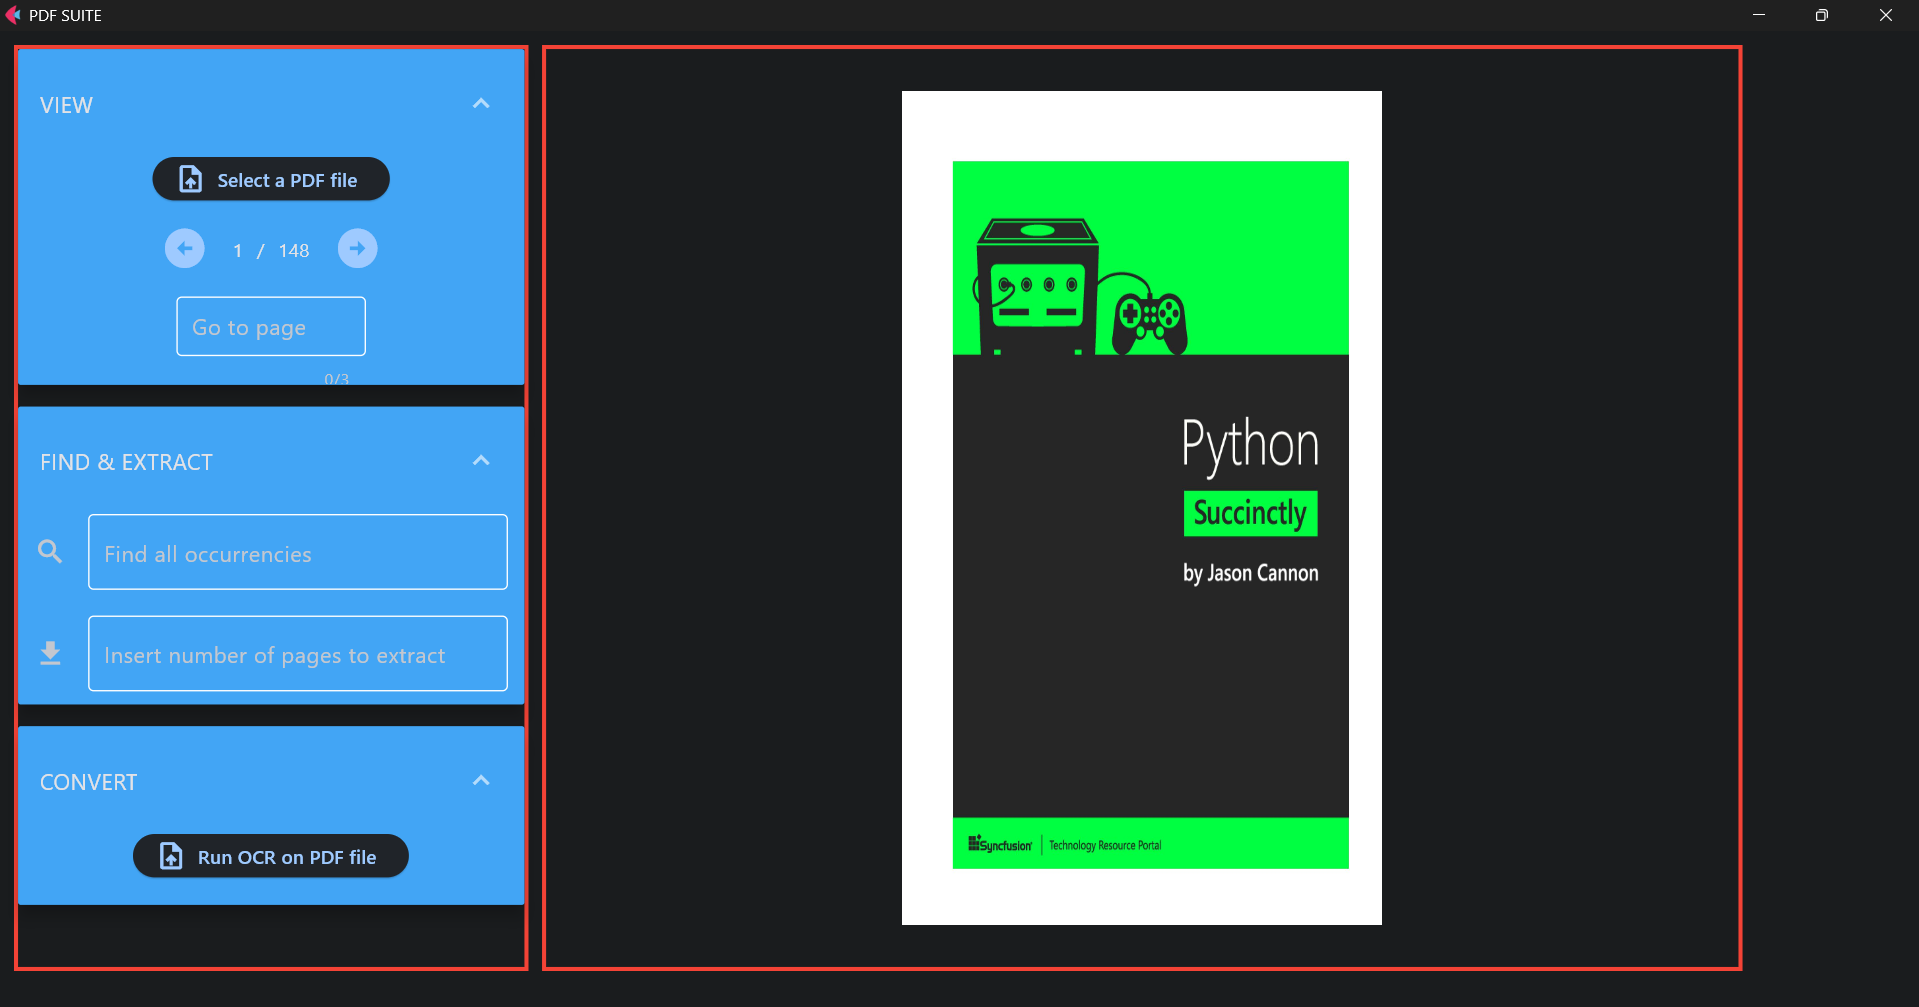 PDF SUITE
VIEW
Select a PDF file
1 / 148
Go to page
0/3
FIND & EXTRACT
Find all occurrencies
Insert number of pages to extract
CONVERT
Run OCR on PDF file
Python
Succinctly
by Jason Cannon
Syncfusion Technology Resource Portal